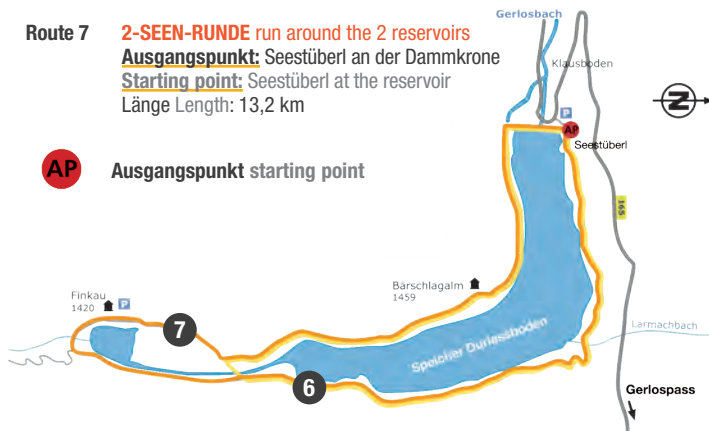 Route 7 2-SEEN-RUNDE run around the 2 reservoirs
Ausgangspunkt: Seestüberl an der Dammkrone
Starting point: Seestüberl at the reservoir
Länge Length: 13,2 km
AP Ausgangspunkt starting point
Gerlosbach
Klausboden
P
N
AP
Seestüberl
165
Bärschlagalm
1459
Finkau
1420
P
7
Larmachbach
Speicher Durlassboden
6
Gerlospass